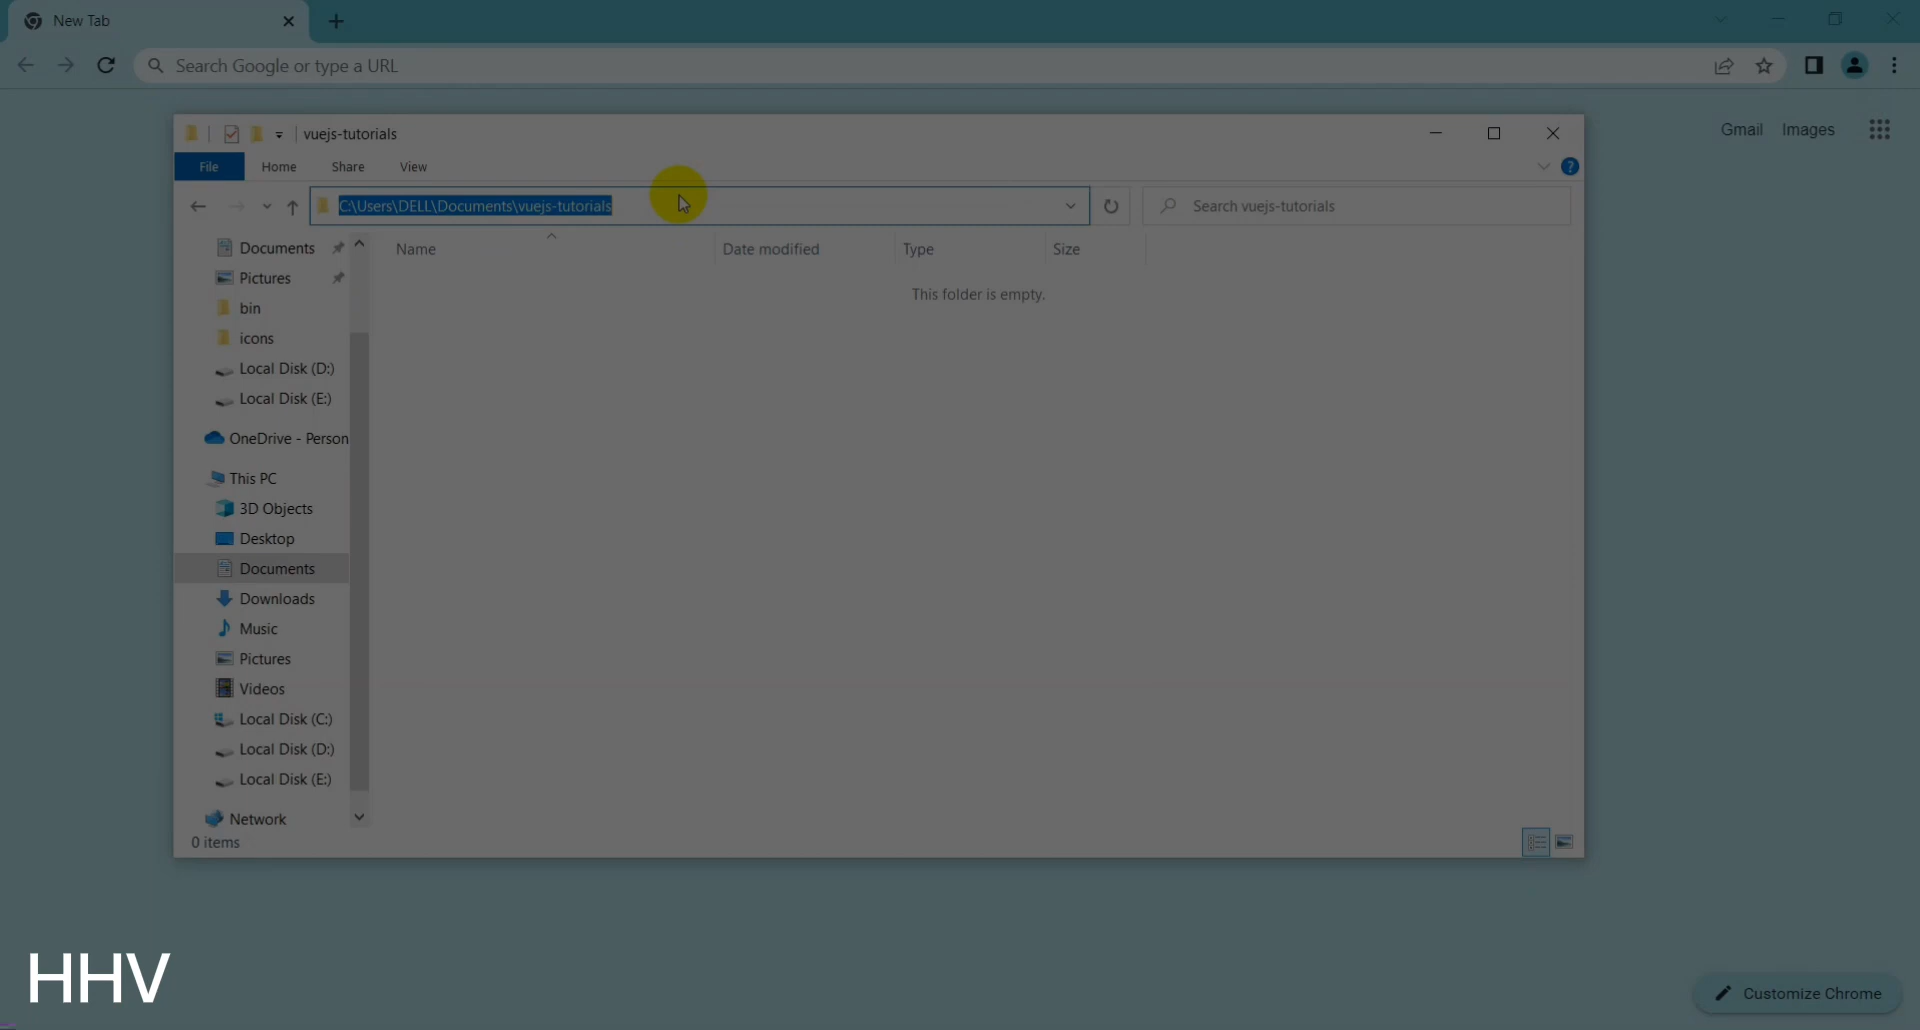 New Tab
Search Google or type a URL
Gmail Images
vuejs-tutorials
File Home Share View
?
C:\Users\DELL\Documents\vuejs-tutorials
Search vuejs-tutorials
Name Date modified Type Size
This folder is empty.
Documents
Pictures
bin
icons
Local Disk (D:)
Local Disk (E:)
OneDrive - Person
This PC
3D Objects
Desktop
Documents
Downloads
Music
Pictures
Videos
Local Disk (C:)
Local Disk (D:)
Local Disk (E:)
Network
0 items
HHV
Customize Chrome